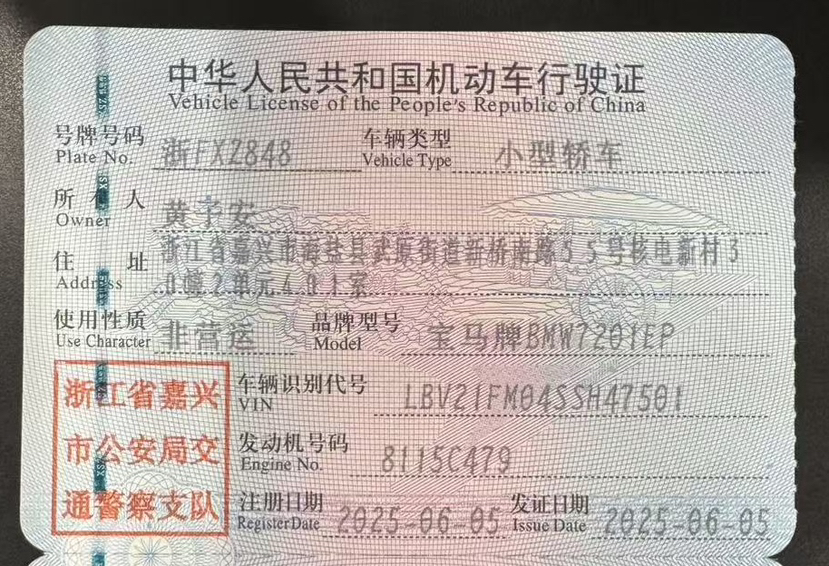 中华人民共和国机动车行驶证
Vehicle License of the People's Republic of China
号牌号码 浙FXZ848 车辆类型 小型轿车
Plate No. Vehicle Type
所有人 黄予安
Owner
住址 浙江省嘉兴市海盐县武原街道新桥南路55号核电新村3
Address 0幢2单元401室
使用性质 非营运 品牌型号 宝马牌BMW7201EP
Use Character Model
浙江省嘉兴 车辆识别代号 LBV21FM04SSH47501
VIN
市公安局交 发动机号码 8115C479
Engine No.
通警察支队 注册日期 2025-06-05 发证日期 2025-06-05
Register Date Issue Date